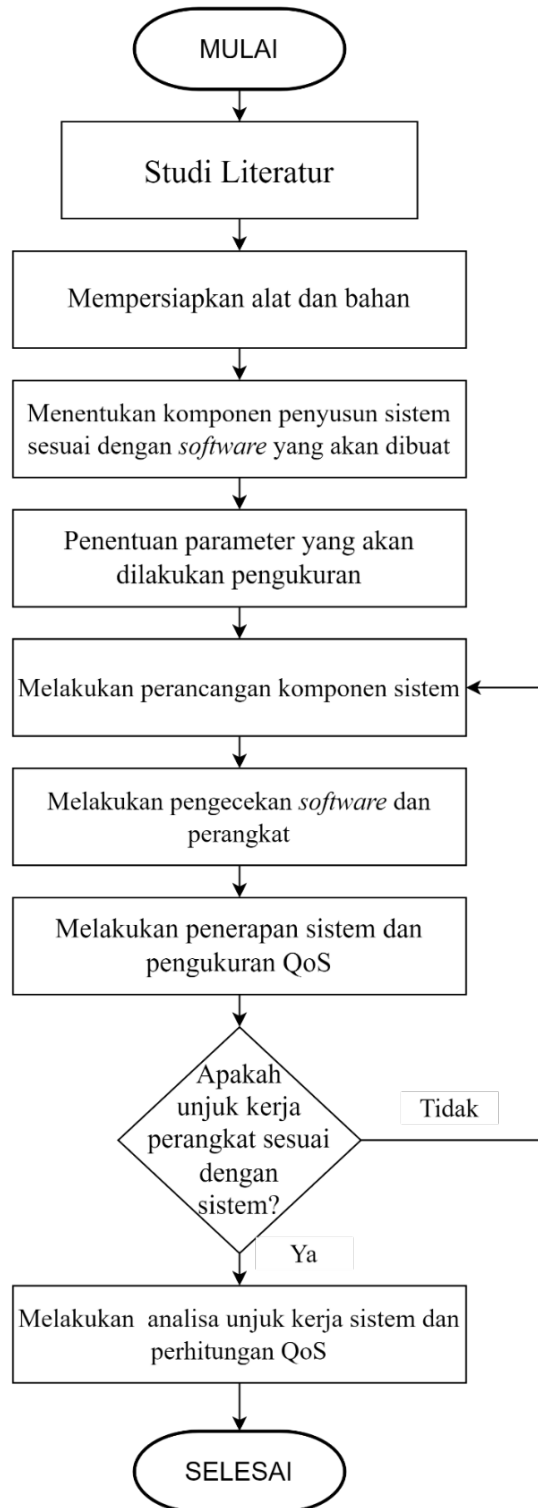 MULAI
Studi Literatur
Mempersiapkan alat dan bahan
Menentukan komponen penyusun sistem
sesuai dengan software yang akan dibuat
Penentuan parameter yang akan
dilakukan pengukuran
Melakukan perancangan komponen sistem
Melakukan pengecekan software dan
perangkat
Melakukan penerapan sistem dan
pengukuran QoS
Apakah
unjuk kerja
perangkat sesuai
dengan
sistem?
Tidak
Ya
Melakukan analisa unjuk kerja sistem dan
perhitungan QoS
SELESAI